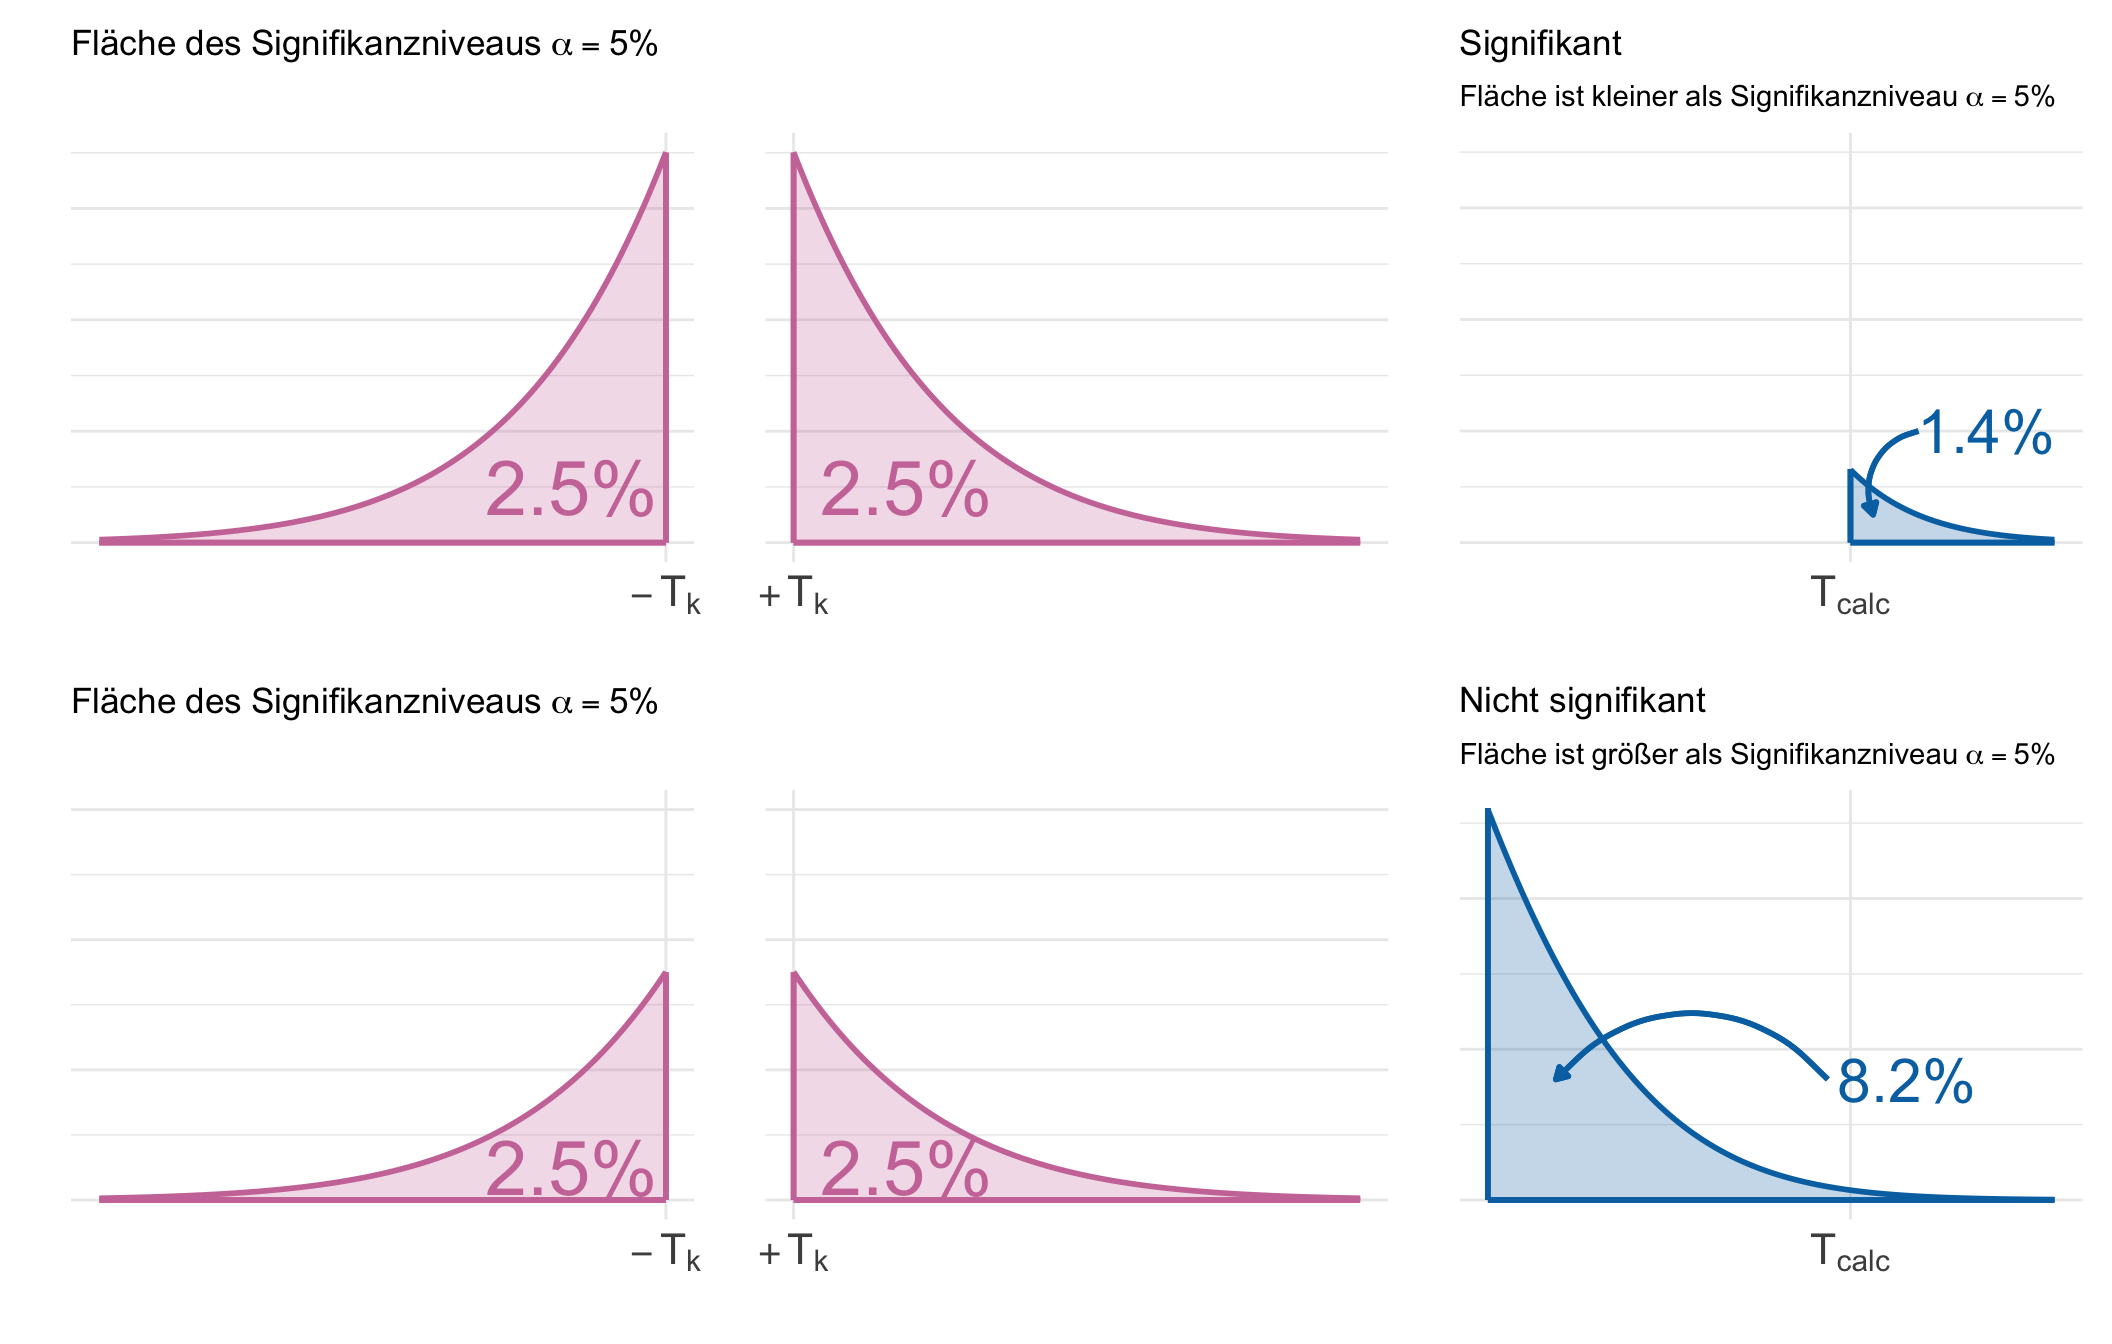 Fläche des Signifikanzniveaus α = 5%
Signifikant
Fläche ist kleiner als Signifikanzniveau α = 5%
1.4%
2.5%
2.5%
− Tk
+ Tk
Tcalc
Fläche des Signifikanzniveaus α = 5%
Nicht signifikant
Fläche ist größer als Signifikanzniveau α = 5%
8.2%
2.5%
2.5%
− Tk
+ Tk
Tcalc